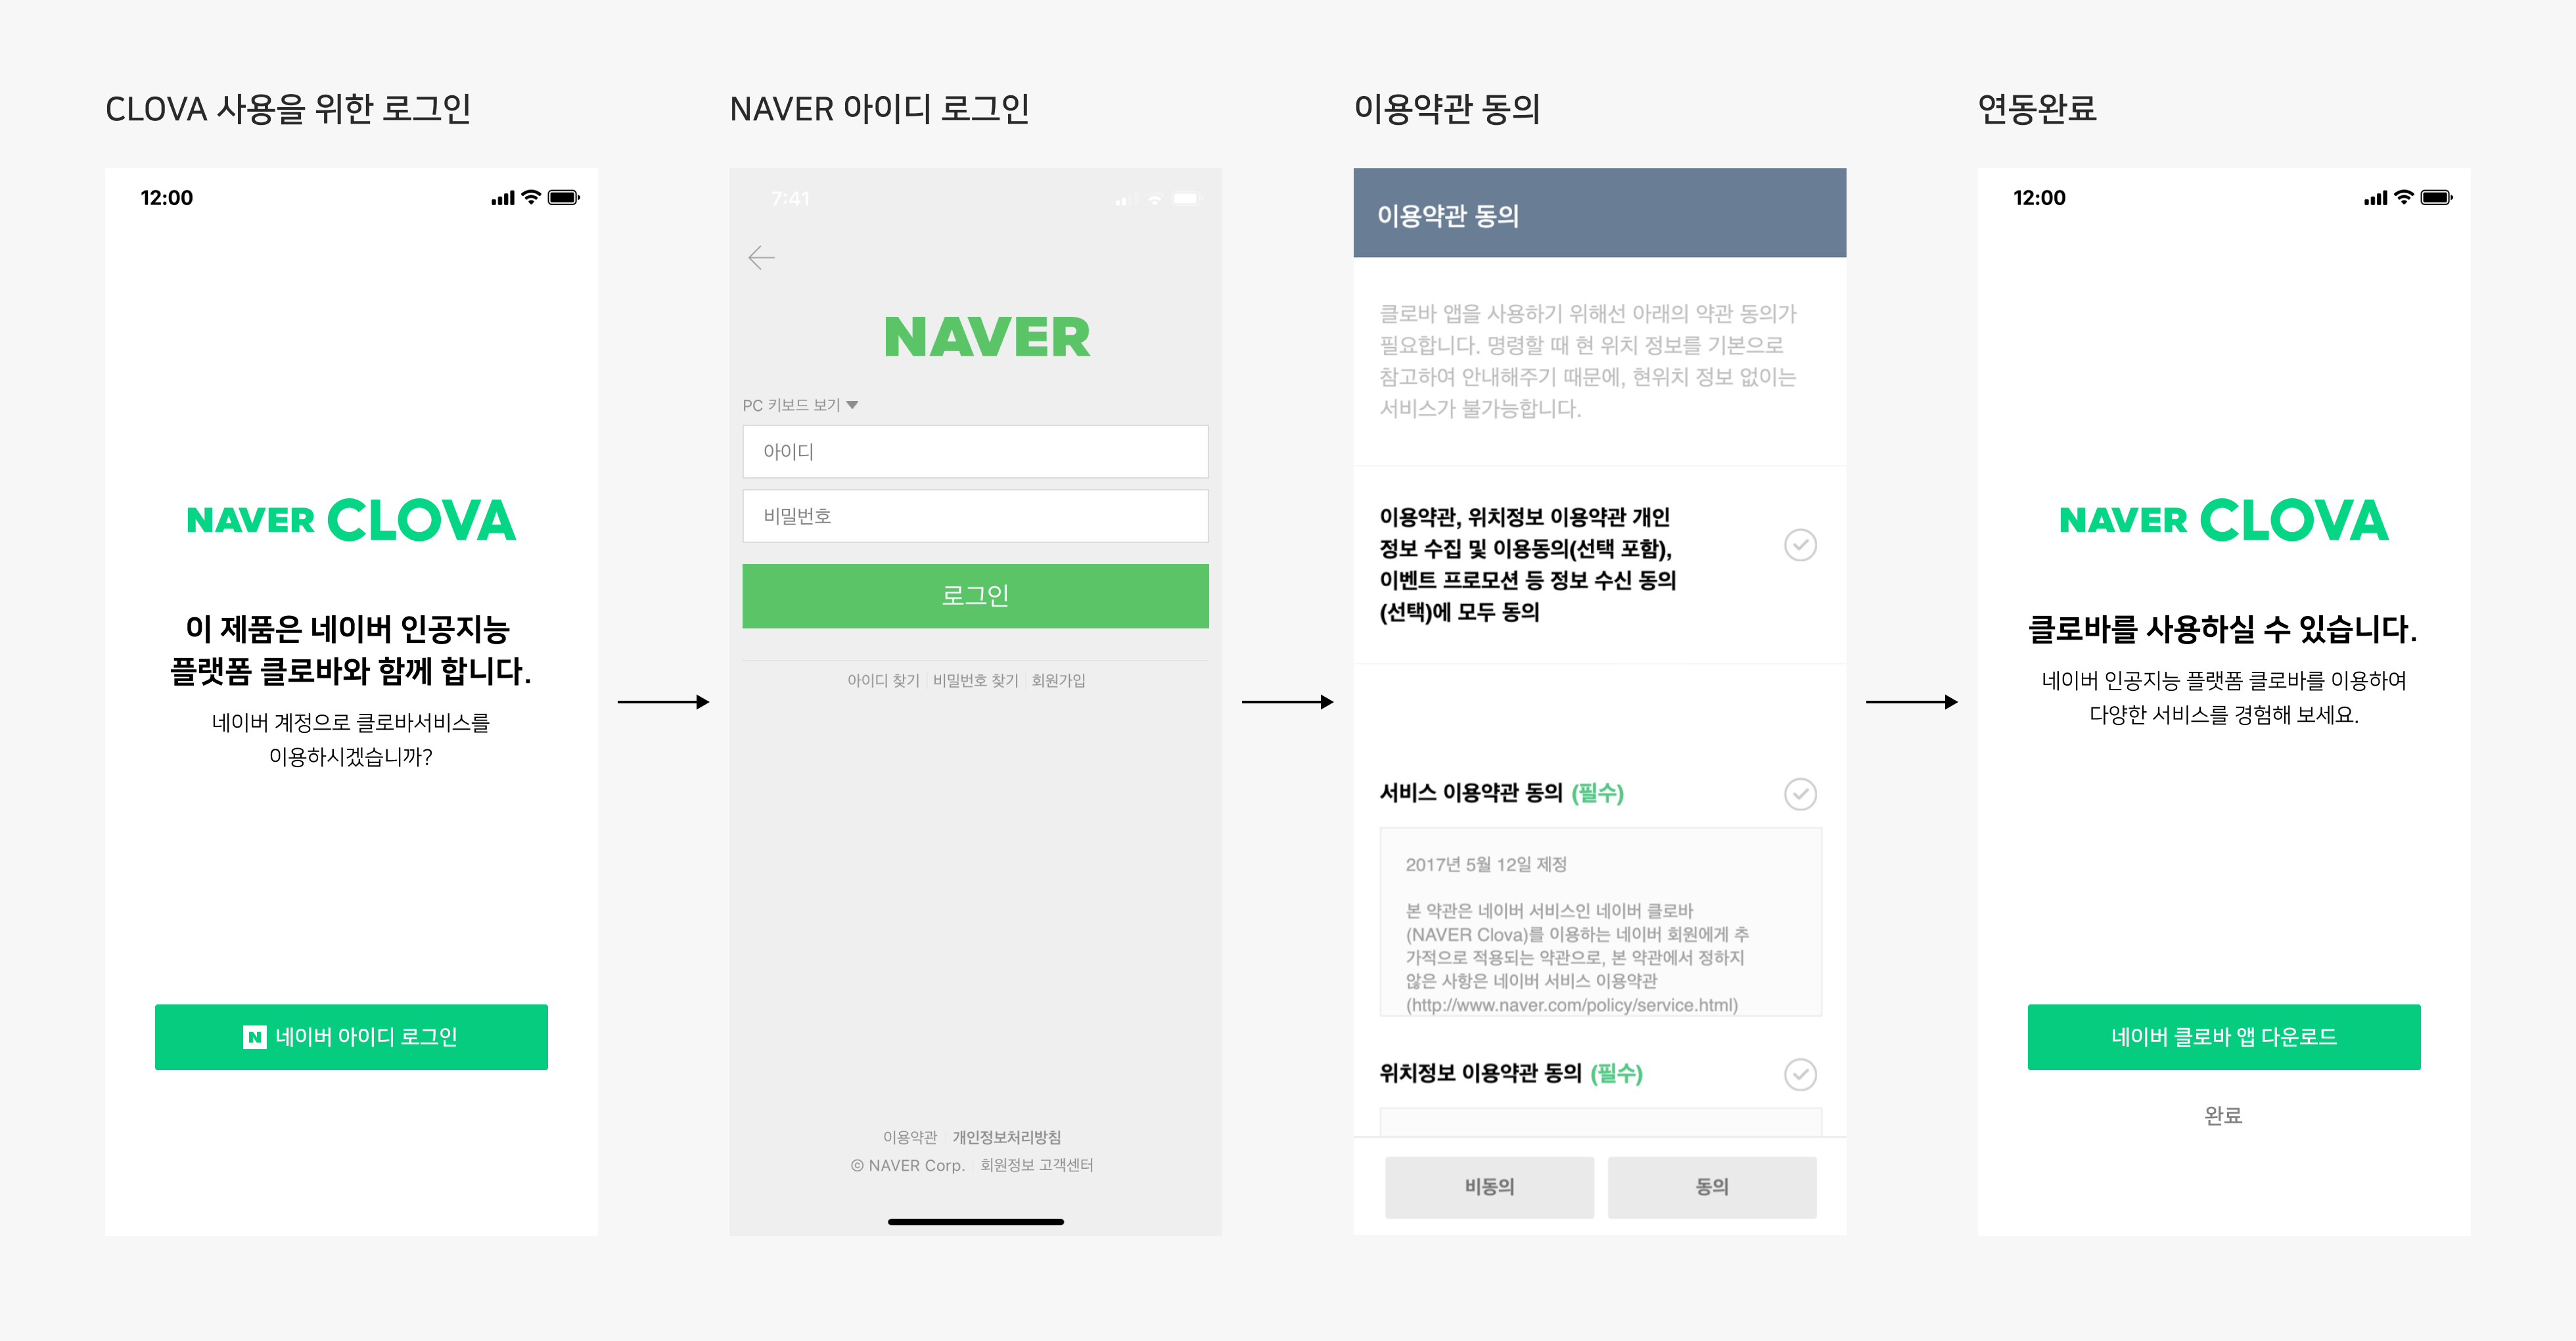 CLOVA 사용을 위한 로그인
12:00
NAVER CLOVA
이 제품은 네이버 인공지능
플랫폼 클로바와 함께 합니다.
네이버 계정으로 클로바서비스를
이용하시겠습니까?
N 네이버 아이디 로그인
NAVER 아이디 로그인
7:41
NAVER
PC 키보드 보기
아이디
비밀번호
로그인
아이디 찾기 비밀번호 찾기 회원가입
이용약관 개인정보처리방침
© NAVER Corp. 회원정보 고객센터
이용약관 동의
이용약관 동의
클로바 앱을 사용하기 위해선 아래의 약관 동의가
필요합니다. 명령할 때 현 위치 정보를 기본으로
참고하여 안내해주기 때문에, 현위치 정보 없이는
서비스가 불가능합니다.
이용약관, 위치정보 이용약관 개인
정보 수집 및 이용동의(선택 포함),
이벤트 프로모션 등 정보 수신 동의
(선택)에 모두 동의
서비스 이용약관 동의 (필수)
2017년 5월 12일 제정
본 약관은 네이버 서비스인 네이버 클로바
(NAVER Clova)를 이용하는 네이버 회원에게 추
가적으로 적용되는 약관으로, 본 약관에서 정하지
않은 사항은 네이버 서비스 이용약관
(http://www.naver.com/policy/service.html)
위치정보 이용약관 동의 (필수)
비동의 동의
연동완료
12:00
NAVER CLOVA
클로바를 사용하실 수 있습니다.
네이버 인공지능 플랫폼 클로바를 이용하여
다양한 서비스를 경험해 보세요.
네이버 클로바 앱 다운로드
완료